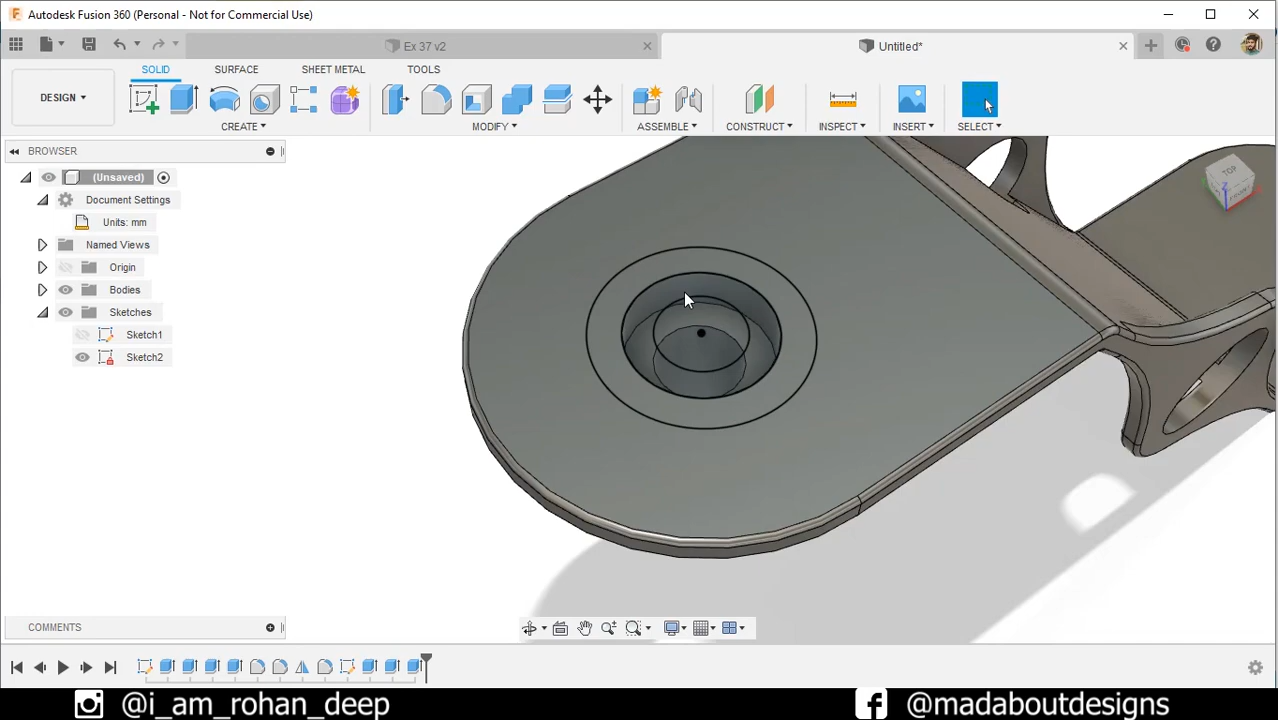 Autodesk Fusion 360 (Personal - Not for Commercial Use)
Ex 37 v2
Untitled*
DESIGN
SOLID
SURFACE
SHEET METAL
TOOLS
CREATE
MODIFY
ASSEMBLE
CONSTRUCT
INSPECT
INSERT
SELECT
BROWSER
(Unsaved)
Document Settings
Units: mm
Named Views
Origin
Bodies
Sketches
Sketch1
Sketch2
TOP
Z
COMMENTS
@i_am_rohan_deep
@madaboutdesigns